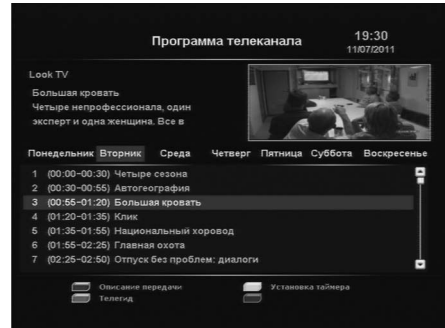 Программа телеканала
19:30
11/07/2011
Look TV
Большая кровать
Четыре непрофессионала, один
эксперт и одна женщина. Все в
Понедельник Вторник Среда Четверг Пятница Суббота Воскресенье
1 (00:00-00:30) Четыре сезона
2 (00:30-00:55) Автогеография
3 (00:55-01:20) Большая кровать
4 (01:20-01:35) Клик
5 (01:35-01:55) Национальный хоровод
6 (01:55-02:25) Главная охота
7 (02:25-02:50) Отпуск без проблем: диалоги
Описание передачи Установка таймера
Телегид